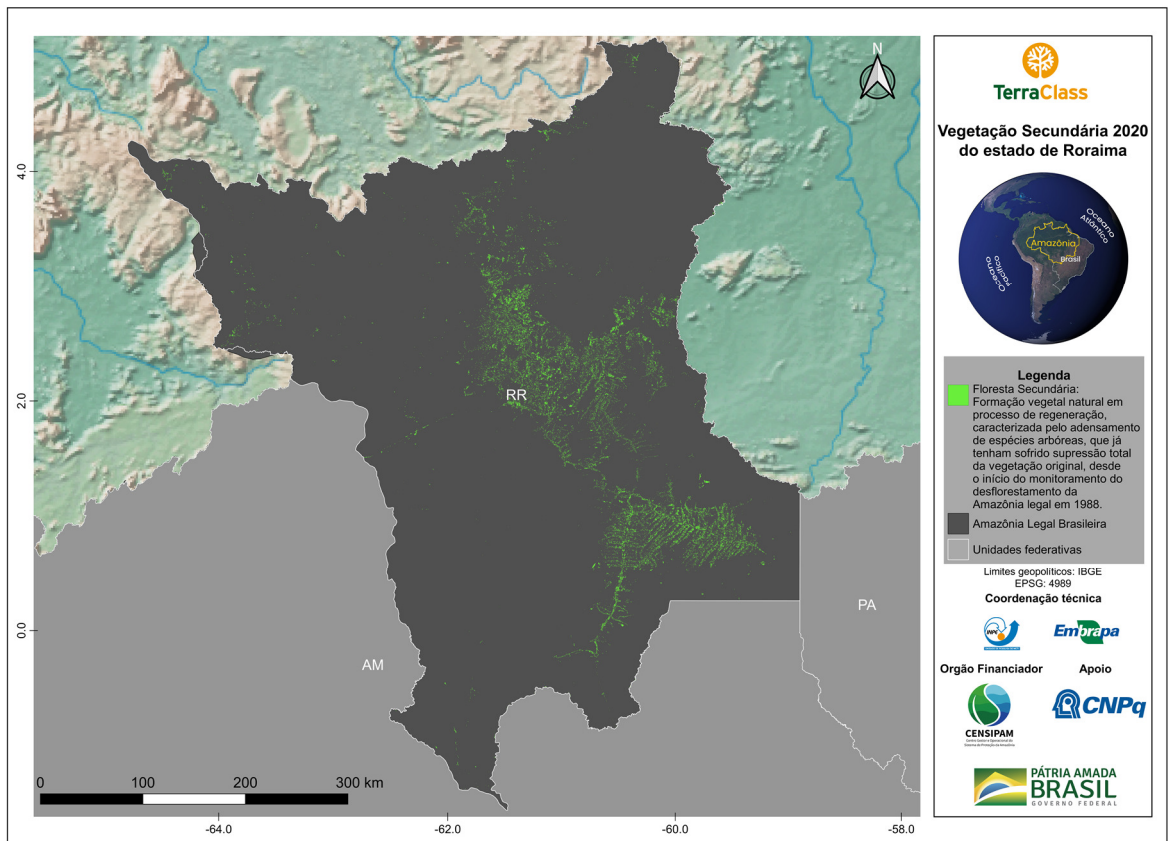 N
4.0
2.0
0.0
RR
AM
PA
0 100 200 300 km
-64.0 -62.0 -60.0 -58.0
TerraClass
Vegetação Secundária 2020
do estado de Roraima
Oceano
Atlântico
Amazônia
Brasil
Oceano
Pacífico
Legenda
Floresta Secundária:
Formação vegetal natural em
processo de regeneração,
caracterizada pelo adensamento
de espécies arbóreas, que já
tenham sofrido supressão total
da vegetação original, desde
o início do monitoramento do
desflorestamento da
Amazônia legal em 1988.
Amazônia Legal Brasileira
Unidades federativas
Limites geopolíticos: IBGE
EPSG: 4989
Coordenação técnica
INPE
Embrapa
Orgão Financiador Apoio
CENSIPAM
CNPq
PÁTRIA AMADA
BRASIL
GOVERNO FEDERAL